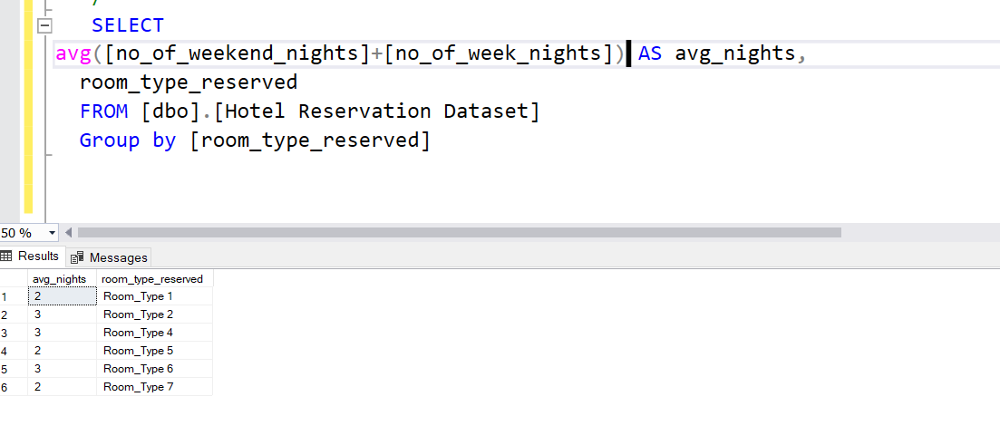 SELECT
avg([no_of_weekend_nights]+[no_of_week_nights]) AS avg_nights,
room_type_reserved
FROM [dbo].[Hotel Reservation Dataset]
Group by [room_type_reserved]
50 %
Results Messages
avg_nights room_type_reserved
1 2 Room_Type 1
2 3 Room_Type 2
3 3 Room_Type 4
4 2 Room_Type 5
5 3 Room_Type 6
6 2 Room_Type 7